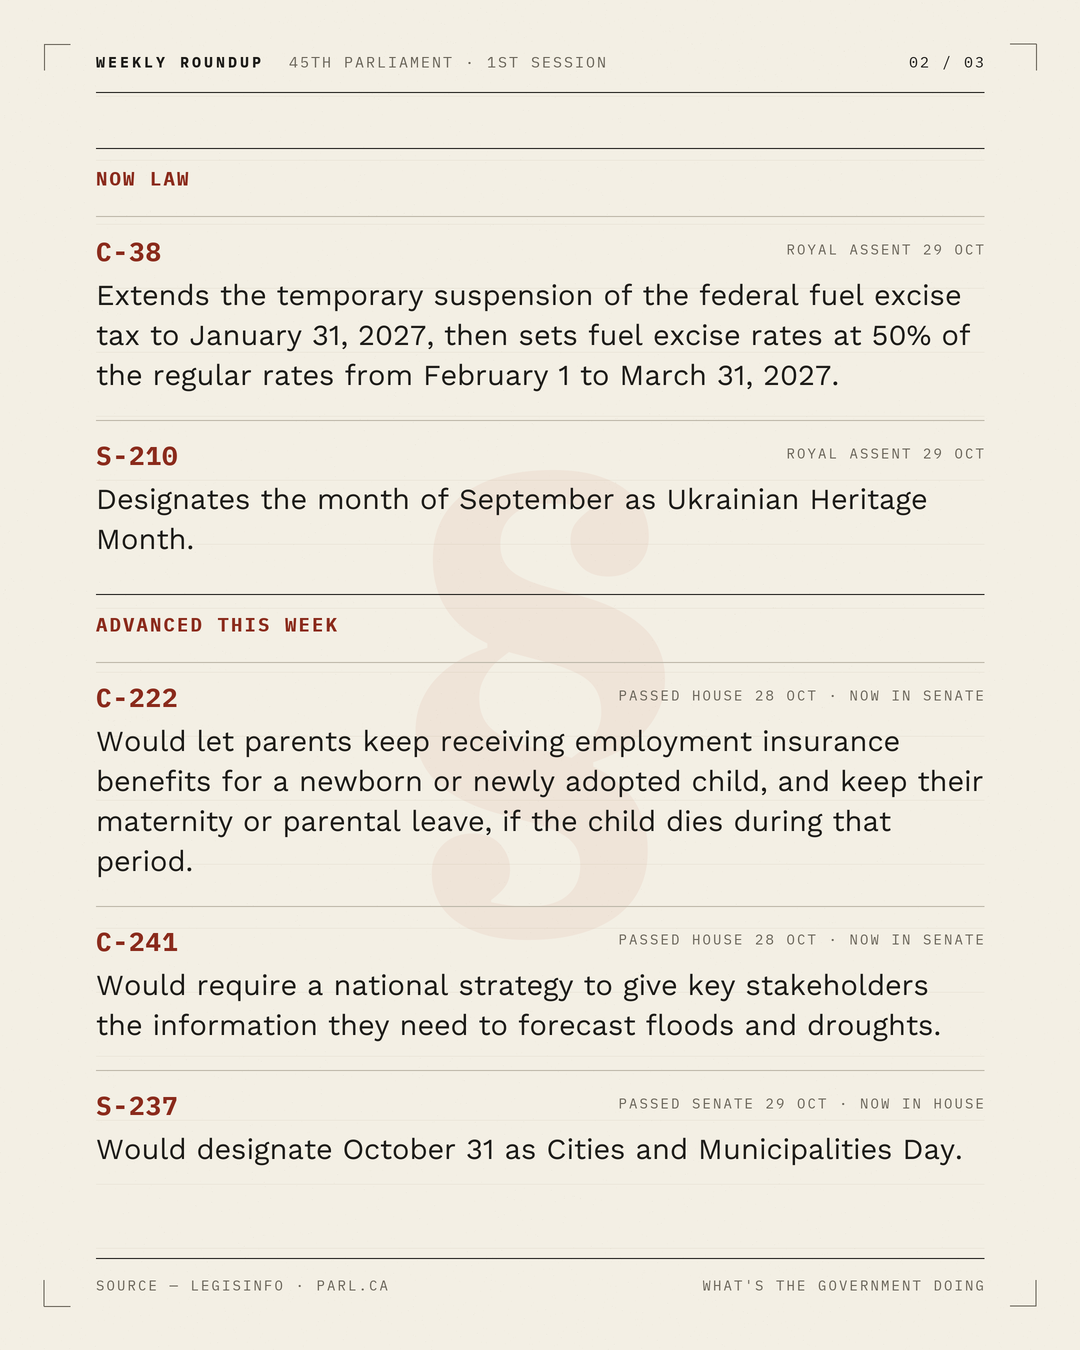 WEEKLY ROUNDUP 45TH PARLIAMENT · 1ST SESSION 02 / 03
NOW LAW
C-38 ROYAL ASSENT 29 OCT
Extends the temporary suspension of the federal fuel excise
tax to January 31, 2027, then sets fuel excise rates at 50% of
the regular rates from February 1 to March 31, 2027.
S-210 ROYAL ASSENT 29 OCT
Designates the month of September as Ukrainian Heritage
Month.
§
ADVANCED THIS WEEK
C-222 PASSED HOUSE 28 OCT · NOW IN SENATE
Would let parents keep receiving employment insurance
benefits for a newborn or newly adopted child, and keep their
maternity or parental leave, if the child dies during that
period.
C-241 PASSED HOUSE 28 OCT · NOW IN SENATE
Would require a national strategy to give key stakeholders
the information they need to forecast floods and droughts.
S-237 PASSED SENATE 29 OCT · NOW IN HOUSE
Would designate October 31 as Cities and Municipalities Day.
SOURCE — LEGISINFO · PARL.CA WHAT'S THE GOVERNMENT DOING